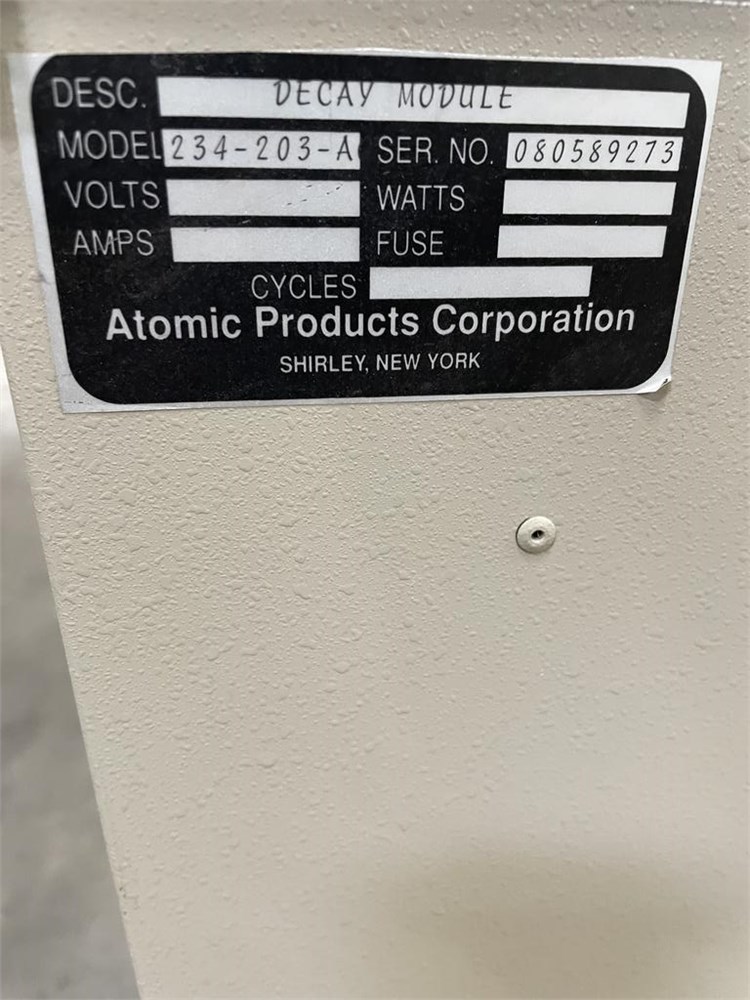 DESC. DECAY MODULE
MODEL 234-203-A SER. NO. 080589273
VOLTS WATTS
AMPS FUSE
CYCLES
Atomic Products Corporation
SHIRLEY, NEW YORK